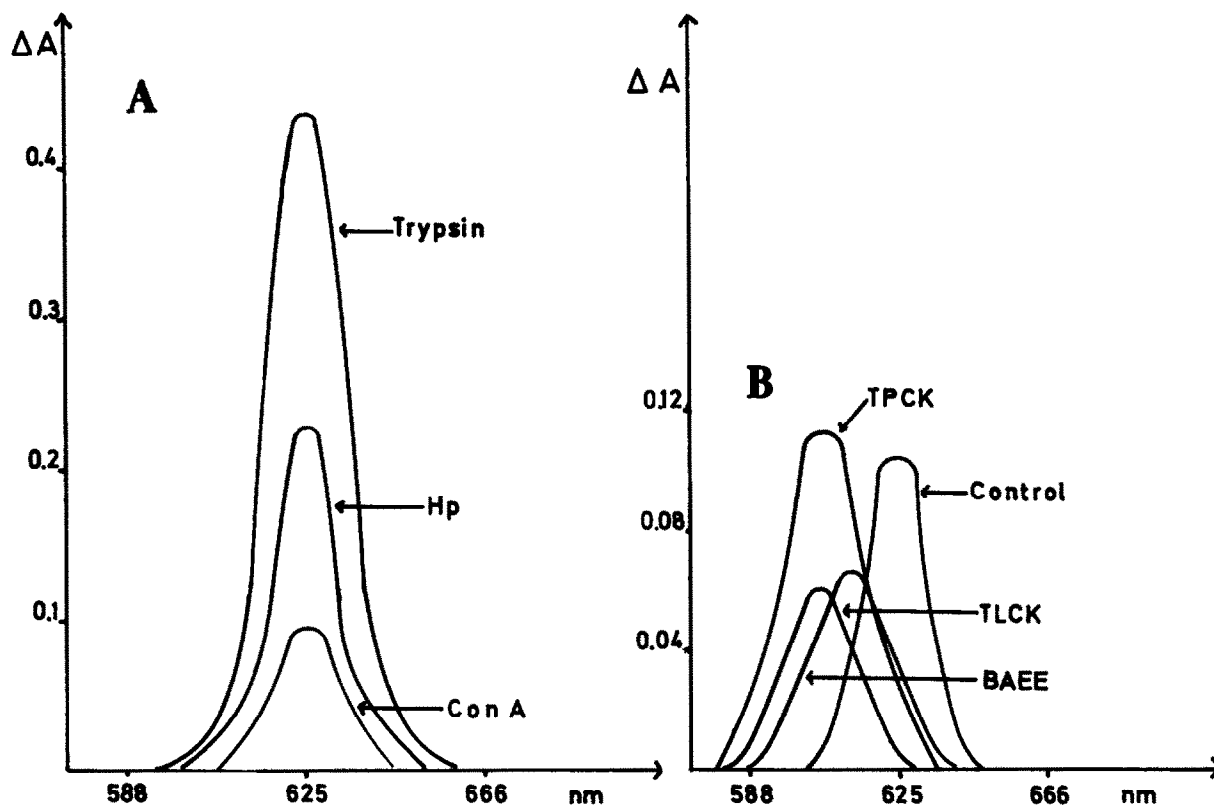 ΔA
A
0.4
0.3
0.2
0.1
Trypsin
Hp
Con A
588 625 666 nm
ΔA
B
0.12
0.08
0.04
TPCK
Control
TLCK
BAEE
588 625 666 nm